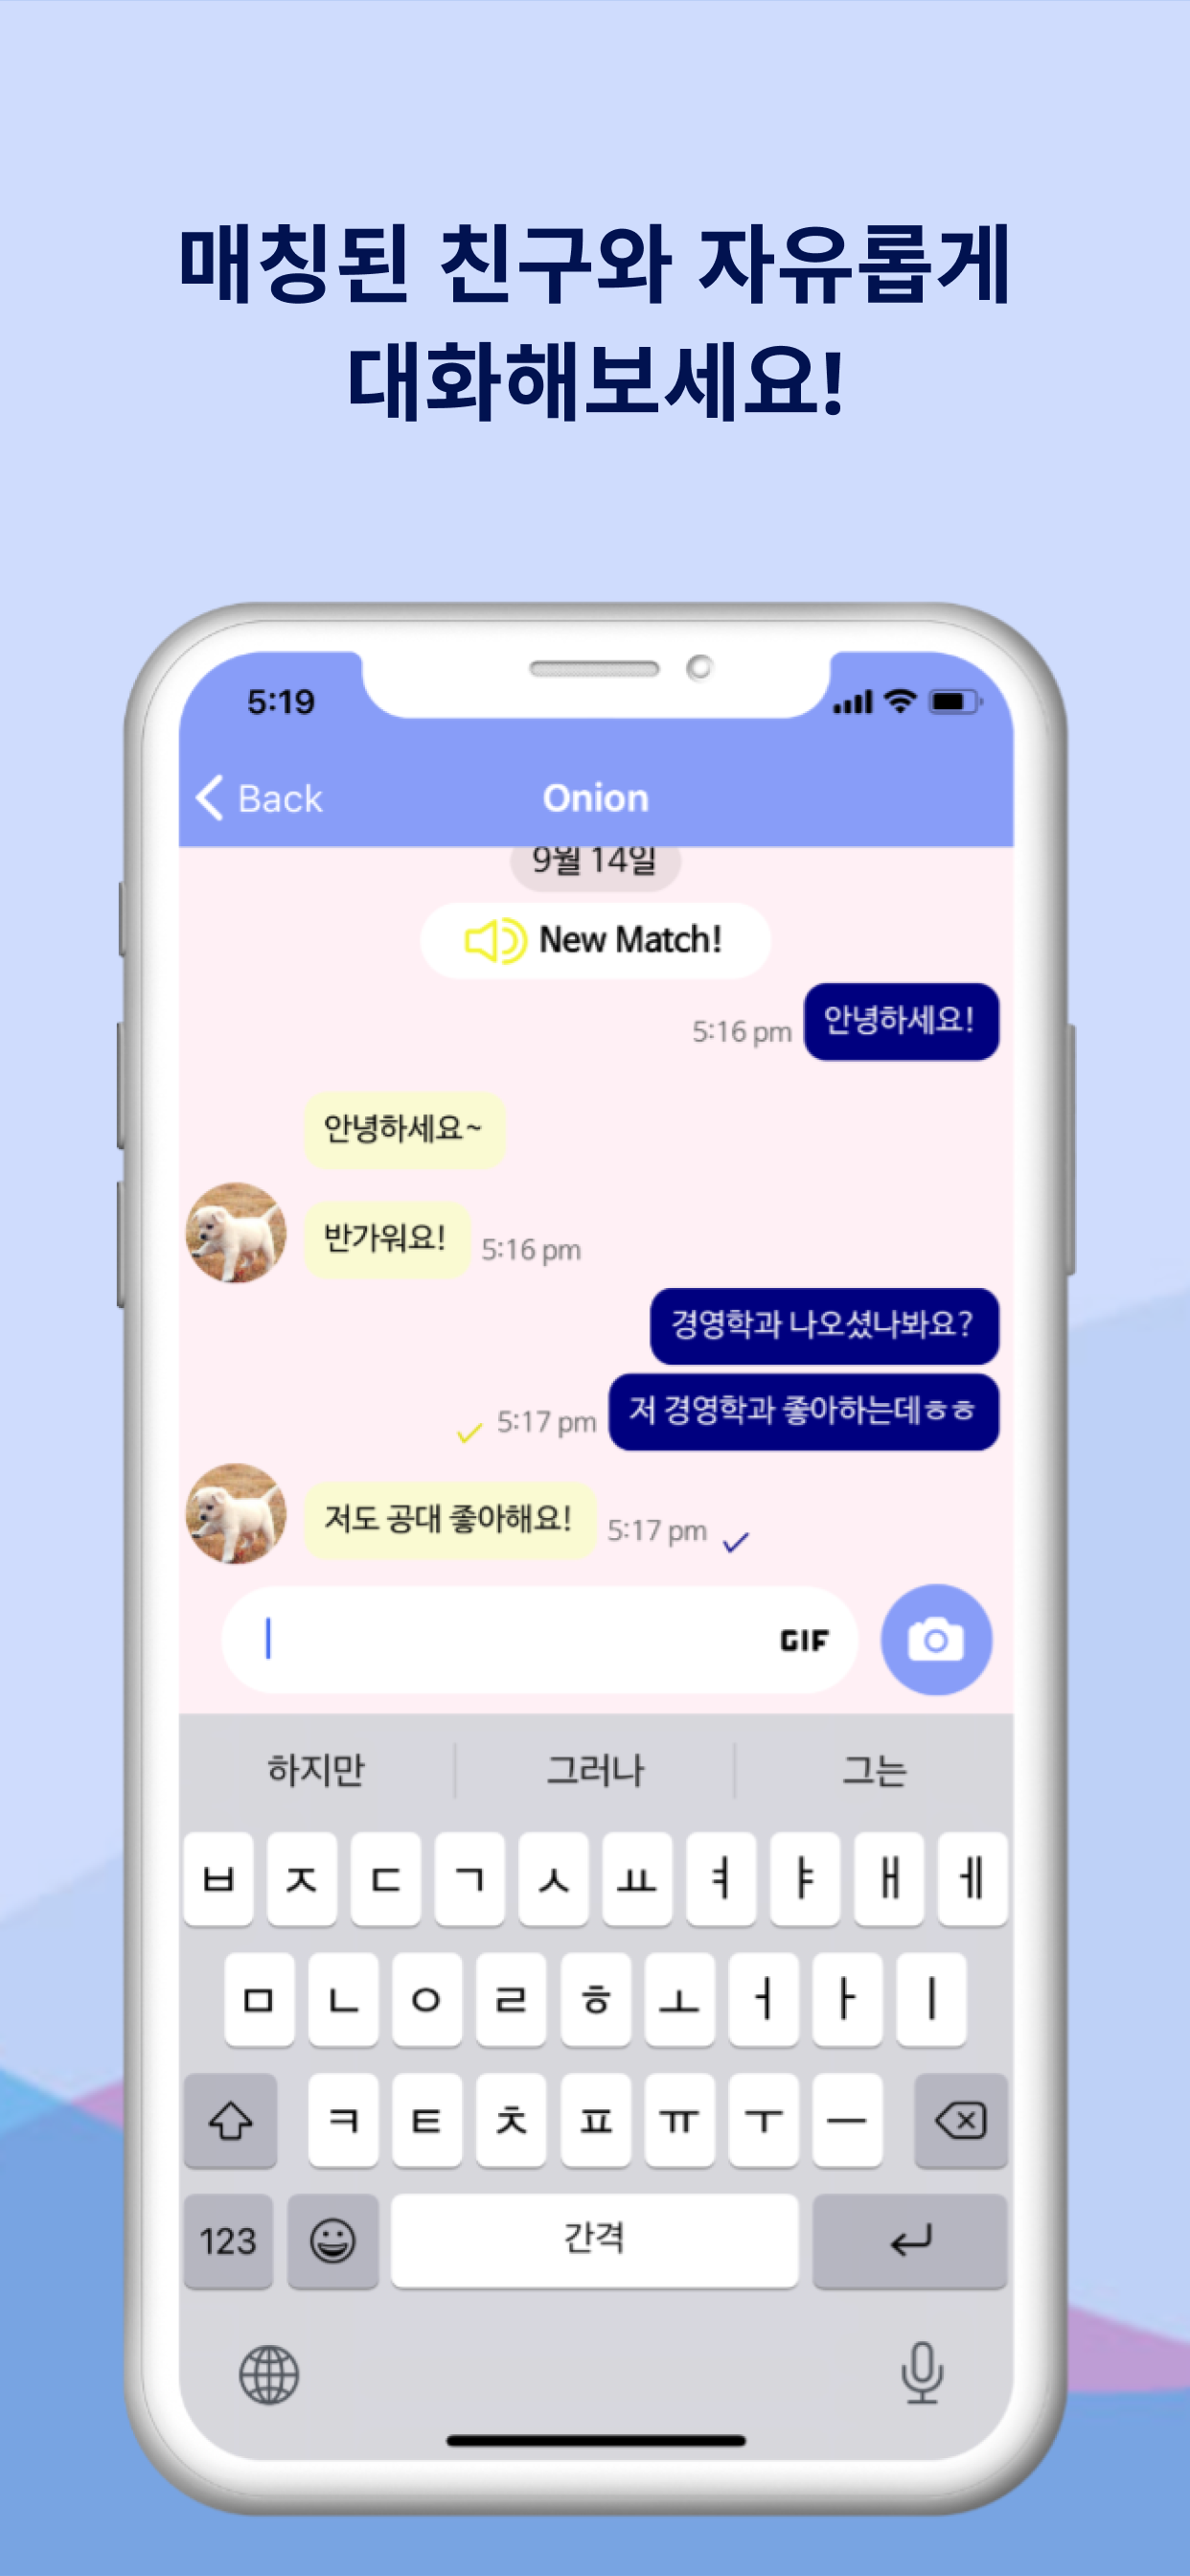 매칭된 친구와 자유롭게
대화해보세요!
5:19
Back
Onion
9월 14일
New Match!
5:16 pm 안녕하세요!
안녕하세요~
반가워요! 5:16 pm
경영학과 나오셨나봐요?
5:17 pm 저 경영학과 좋아하는데ㅎㅎ
저도 공대 좋아해요! 5:17 pm
GIF
하지만 그러나 그는
ㅂ ㅈ ㄷ ㄱ ㅅ ㅛ ㅕ ㅑ ㅐ ㅔ
ㅁ ㄴ ㅇ ㄹ ㅎ ㅗ ㅓ ㅏ ㅣ
ㅋ ㅌ ㅊ ㅍ ㅠ ㅜ ㅡ
123 간격